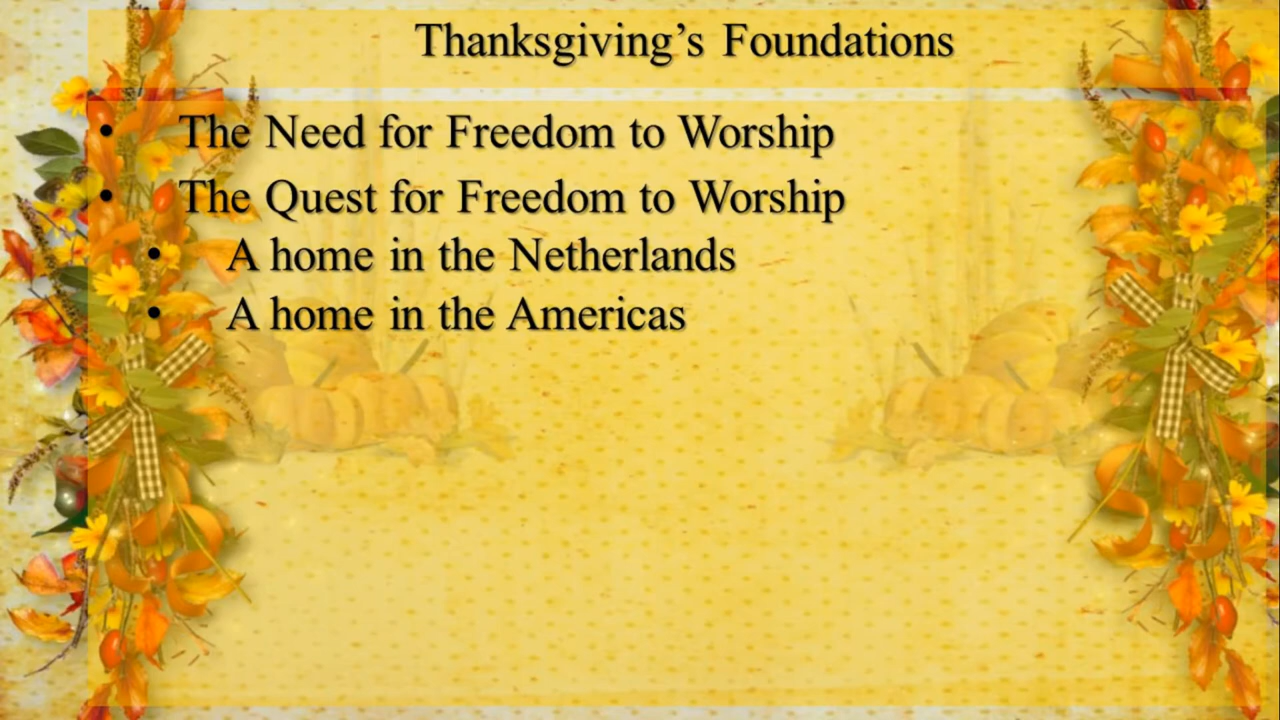 Thanksgiving’s Foundations
• The Need for Freedom to Worship
• The Quest for Freedom to Worship
• A home in the Netherlands
• A home in the Americas